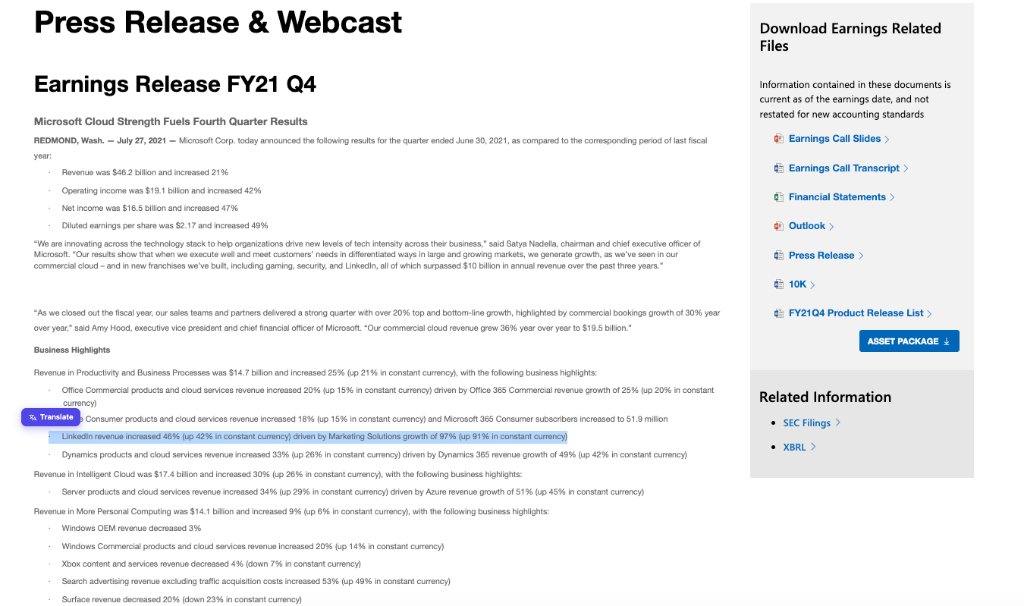 Press Release & Webcast
Earnings Release FY21 Q4
Microsoft Cloud Strength Fuels Fourth Quarter Results
REDMOND, Wash. — July 27, 2021 — Microsoft Corp. today announced the following results for the quarter ended June 30, 2021, as compared to the corresponding period of last fiscal
year:
· Revenue was $46.2 billion and increased 21%
· Operating income was $19.1 billion and increased 42%
· Net income was $16.5 billion and increased 47%
· Diluted earnings per share was $2.17 and increased 49%
“We are innovating across the technology stack to help organizations drive new levels of tech intensity across their business,” said Satya Nadella, chairman and chief executive officer of
Microsoft. “Our results show that when we execute well and meet customers’ needs in differentiated ways in large and growing markets, we generate growth, as we’ve seen in our
commercial cloud – and in new franchises we’ve built, including gaming, security, and LinkedIn, all of which surpassed $10 billion in annual revenue over the past three years.”
“As we closed out the fiscal year, our sales teams and partners delivered a strong quarter with over 20% top and bottom-line growth, highlighted by commercial bookings growth of 30% year
over year,” said Amy Hood, executive vice president and chief financial officer of Microsoft. “Our commercial cloud revenue grew 36% year over year to $19.5 billion.”
Business Highlights
Revenue in Productivity and Business Processes was $14.7 billion and increased 25% (up 21% in constant currency), with the following business highlights:
· Office Commercial products and cloud services revenue increased 20% (up 15% in constant currency) driven by Office 365 Commercial revenue growth of 25% (up 20% in constant
currency)
Translate
Consumer products and cloud services revenue increased 18% (up 15% in constant currency) and Microsoft 365 Consumer subscribers increased to 51.9 million
· LinkedIn revenue increased 46% (up 42% in constant currency) driven by Marketing Solutions growth of 97% (up 91% in constant currency)
· Dynamics products and cloud services revenue increased 33% (up 26% in constant currency) driven by Dynamics 365 revenue growth of 49% (up 42% in constant currency)
Revenue in Intelligent Cloud was $17.4 billion and increased 30% (up 26% in constant currency), with the following business highlights:
· Server products and cloud services revenue increased 34% (up 29% in constant currency) driven by Azure revenue growth of 51% (up 45% in constant currency)
Revenue in More Personal Computing was $14.1 billion and increased 9% (up 6% in constant currency), with the following business highlights:
· Windows OEM revenue decreased 3%
· Windows Commercial products and cloud services revenue increased 20% (up 14% in constant currency)
· Xbox content and services revenue decreased 4% (down 7% in constant currency)
· Search advertising revenue excluding traffic acquisition costs increased 53% (up 49% in constant currency)
· Surface revenue decreased 20% (down 23% in constant currency)
Download Earnings Related
Files
Information contained in these documents is
current as of the earnings date, and not
restated for new accounting standards
Earnings Call Slides
Earnings Call Transcript
Financial Statements
Outlook
Press Release
10K
FY21Q4 Product Release List
ASSET PACKAGE
Related Information
• SEC Filings
• XBRL